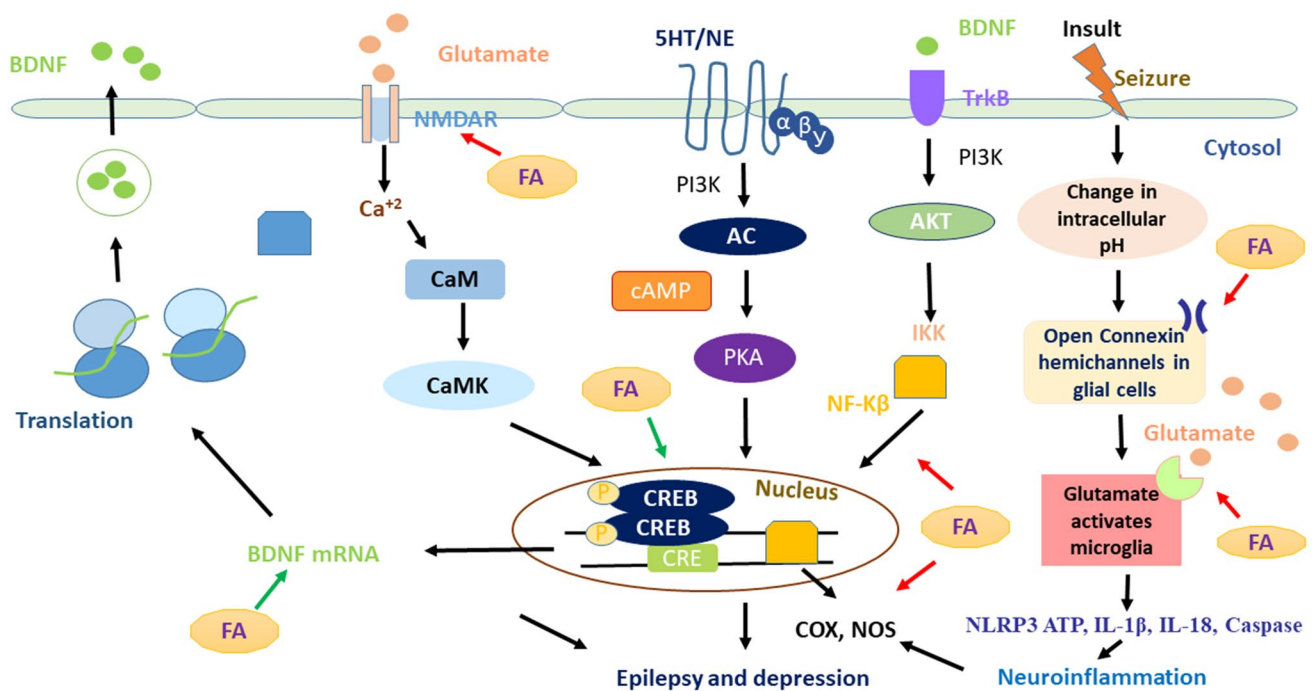 BDNF
Glutamate
5HT/NE
BDNF
Insult
Seizure
NMDAR
TrkB
α
β
y
Cytosol
FA
PI3K
PI3K
Ca+2
AC
AKT
Change in
intracellular
pH
FA
CaM
cAMP
PKA
IKK
Open Connexin
hemichannels in
glial cells
CaMK
FA
NF-Kβ
Translation
Glutamate
Nucleus
P
CREB
P
CREB
CRE
FA
Glutamate
activates
microglia
FA
BDNF mRNA
FA
COX, NOS
NLRP3 ATP, IL-1β, IL-18, Caspase
Epilepsy and depression
Neuroinflammation